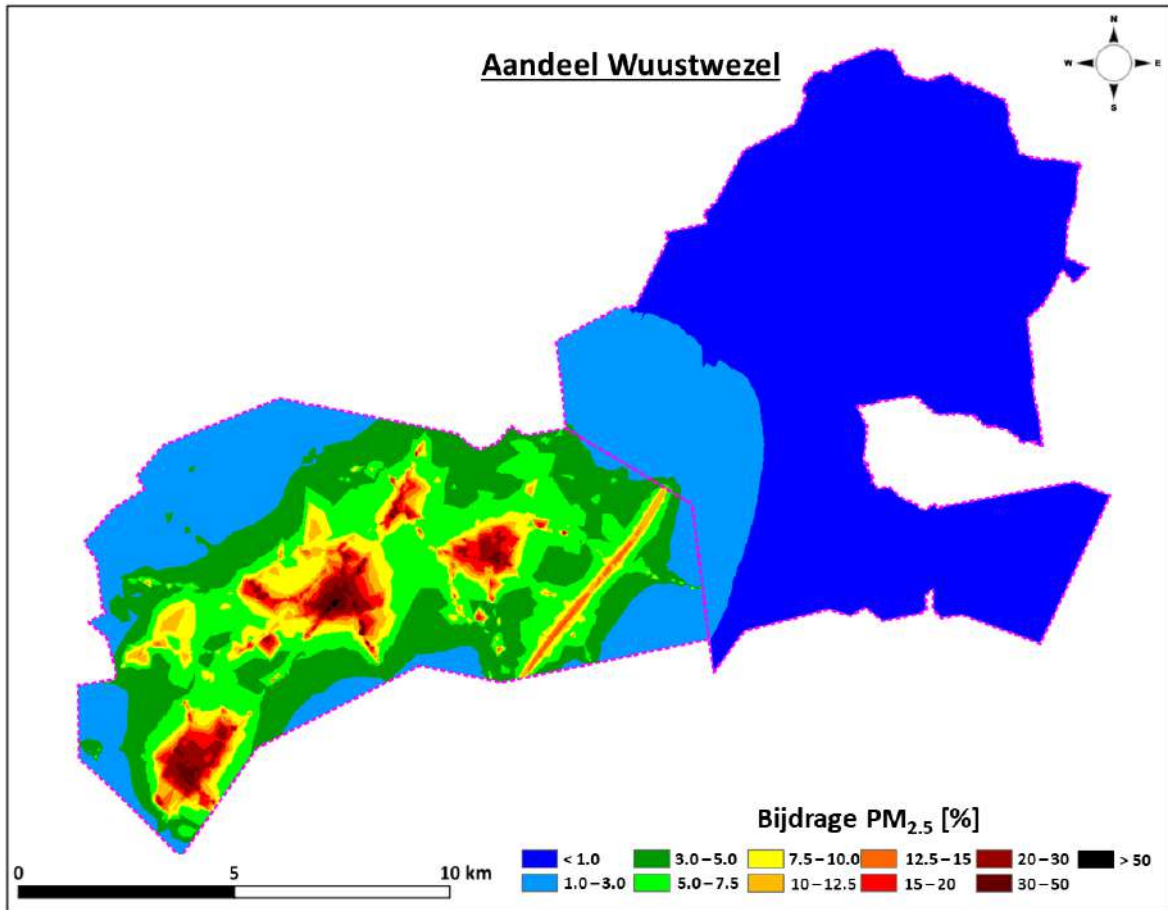 Aandeel Wuustwezel
N
W E
S
Bijdrage PM2.5 [%]
0 5 10 km
< 1.0 3.0–5.0 7.5–10.0 12.5–15 20–30 > 50
1.0–3.0 5.0–7.5 10–12.5 15–20 30–50